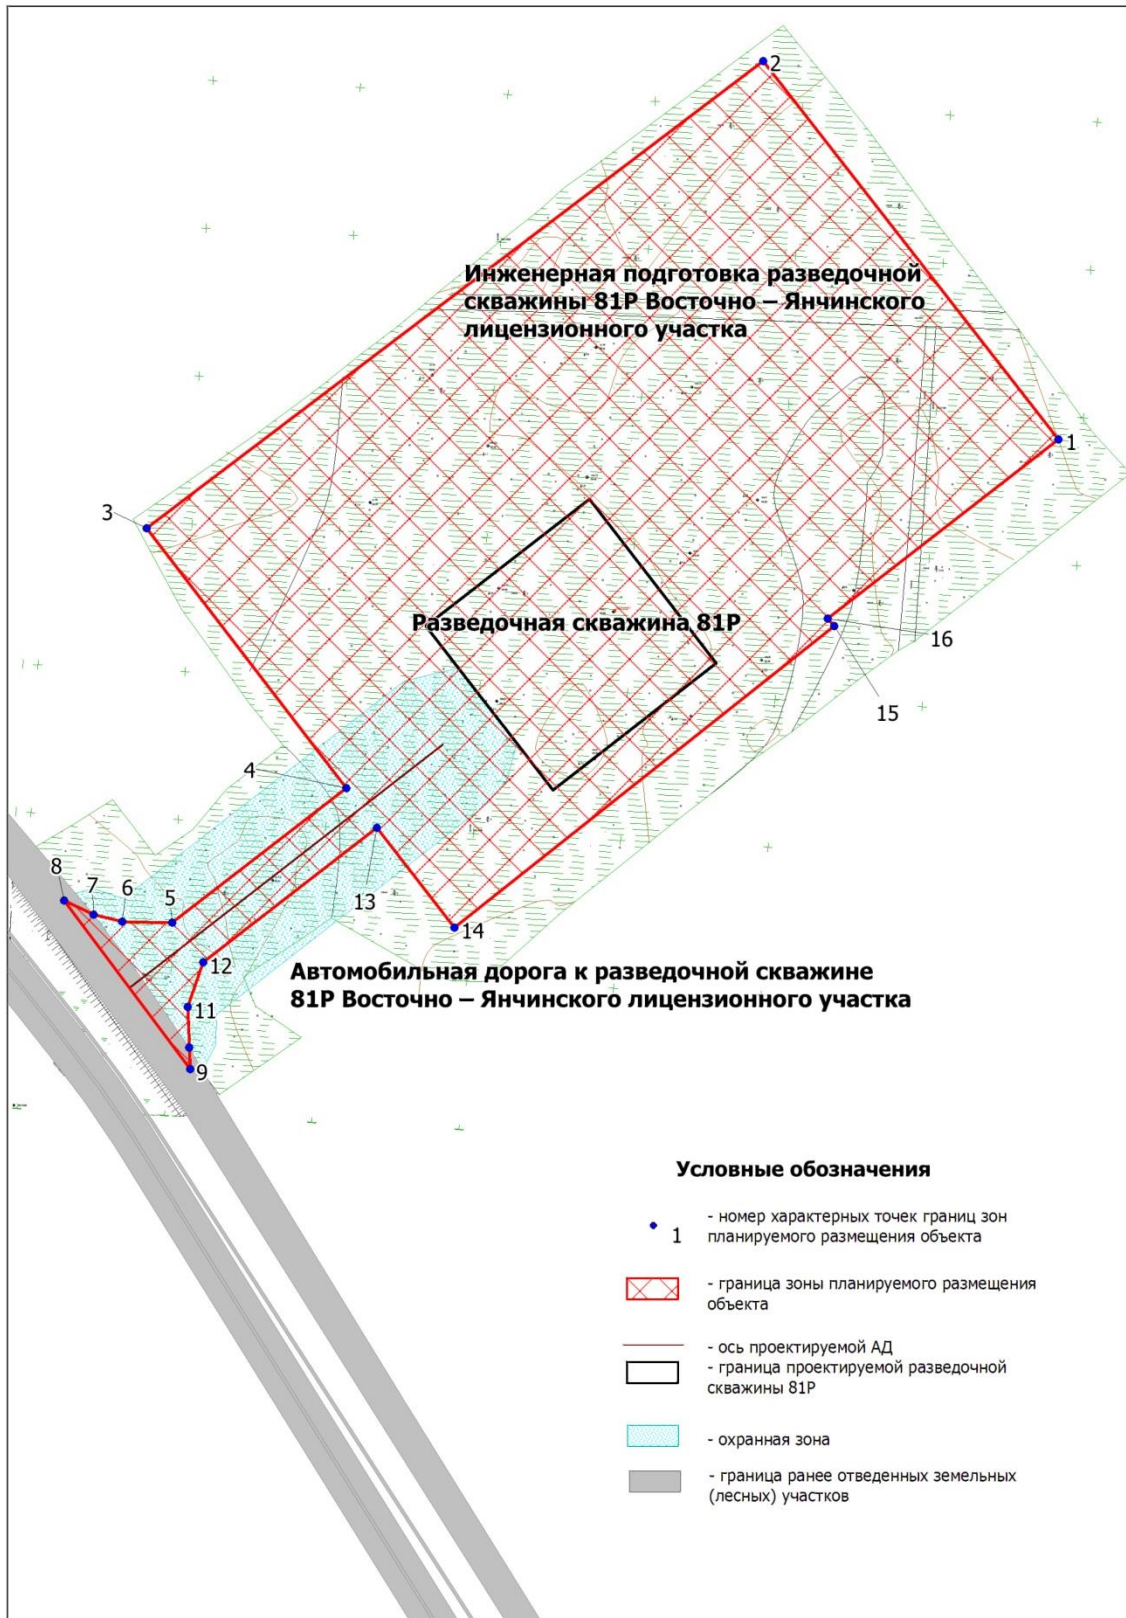 2
Инженерная подготовка разведочной
скважины 81Р Восточно – Янчинского
лицензионного участка
1
3
Разведочная скважина 81Р
16
15
4
8
7
6
5
13
14
12
Автомобильная дорога к разведочной скважине
81Р Восточно – Янчинского лицензионного участка
11
9
Условные обозначения
1
- номер характерных точек границ зон
планируемого размещения объекта
- граница зоны планируемого размещения
объекта
- ось проектируемой АД
- граница проектируемой разведочной
скважины 81Р
- охранная зона
- граница ранее отведенных земельных
(лесных) участков